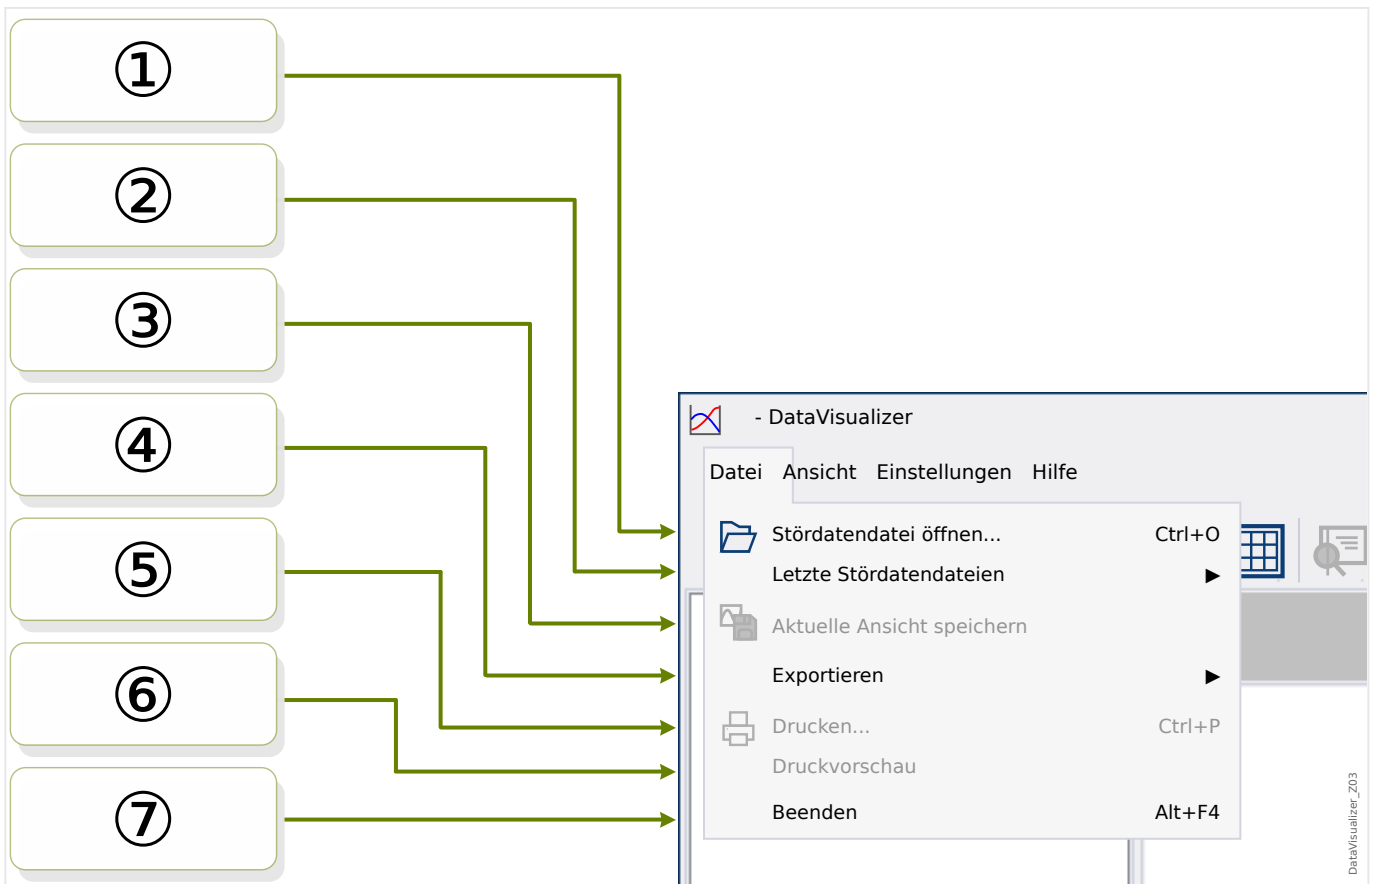 ①
②
③
④
⑤
⑥
⑦
- DataVisualizer
Datei Ansicht Einstellungen Hilfe
Stördatendatei öffnen... Ctrl+O
Letzte Stördatendateien ▶
Aktuelle Ansicht speichern
Exportieren ▶
Drucken... Ctrl+P
Druckvorschau
Beenden Alt+F4
DataVisualizer_Z03